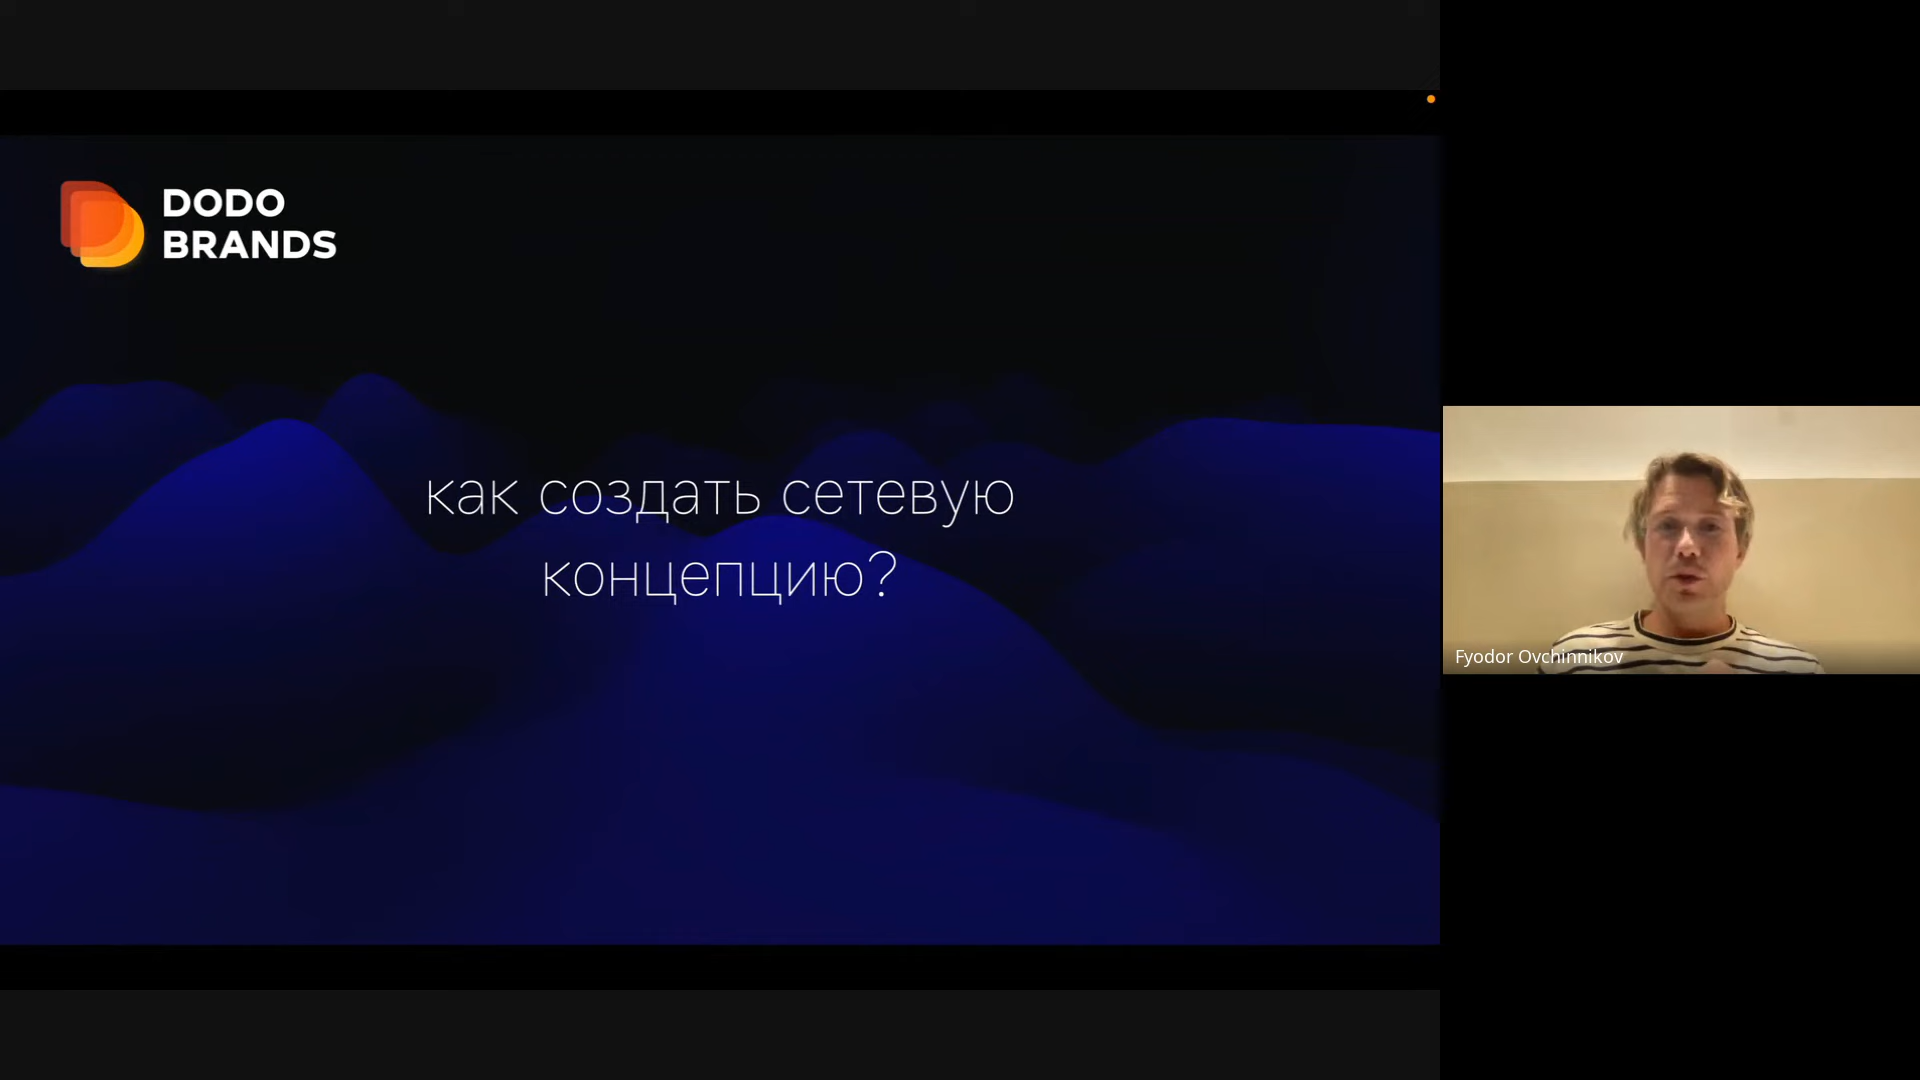 DODO
BRANDS
как создать сетевую
концепцию?
Fyodor Ovchinnikov